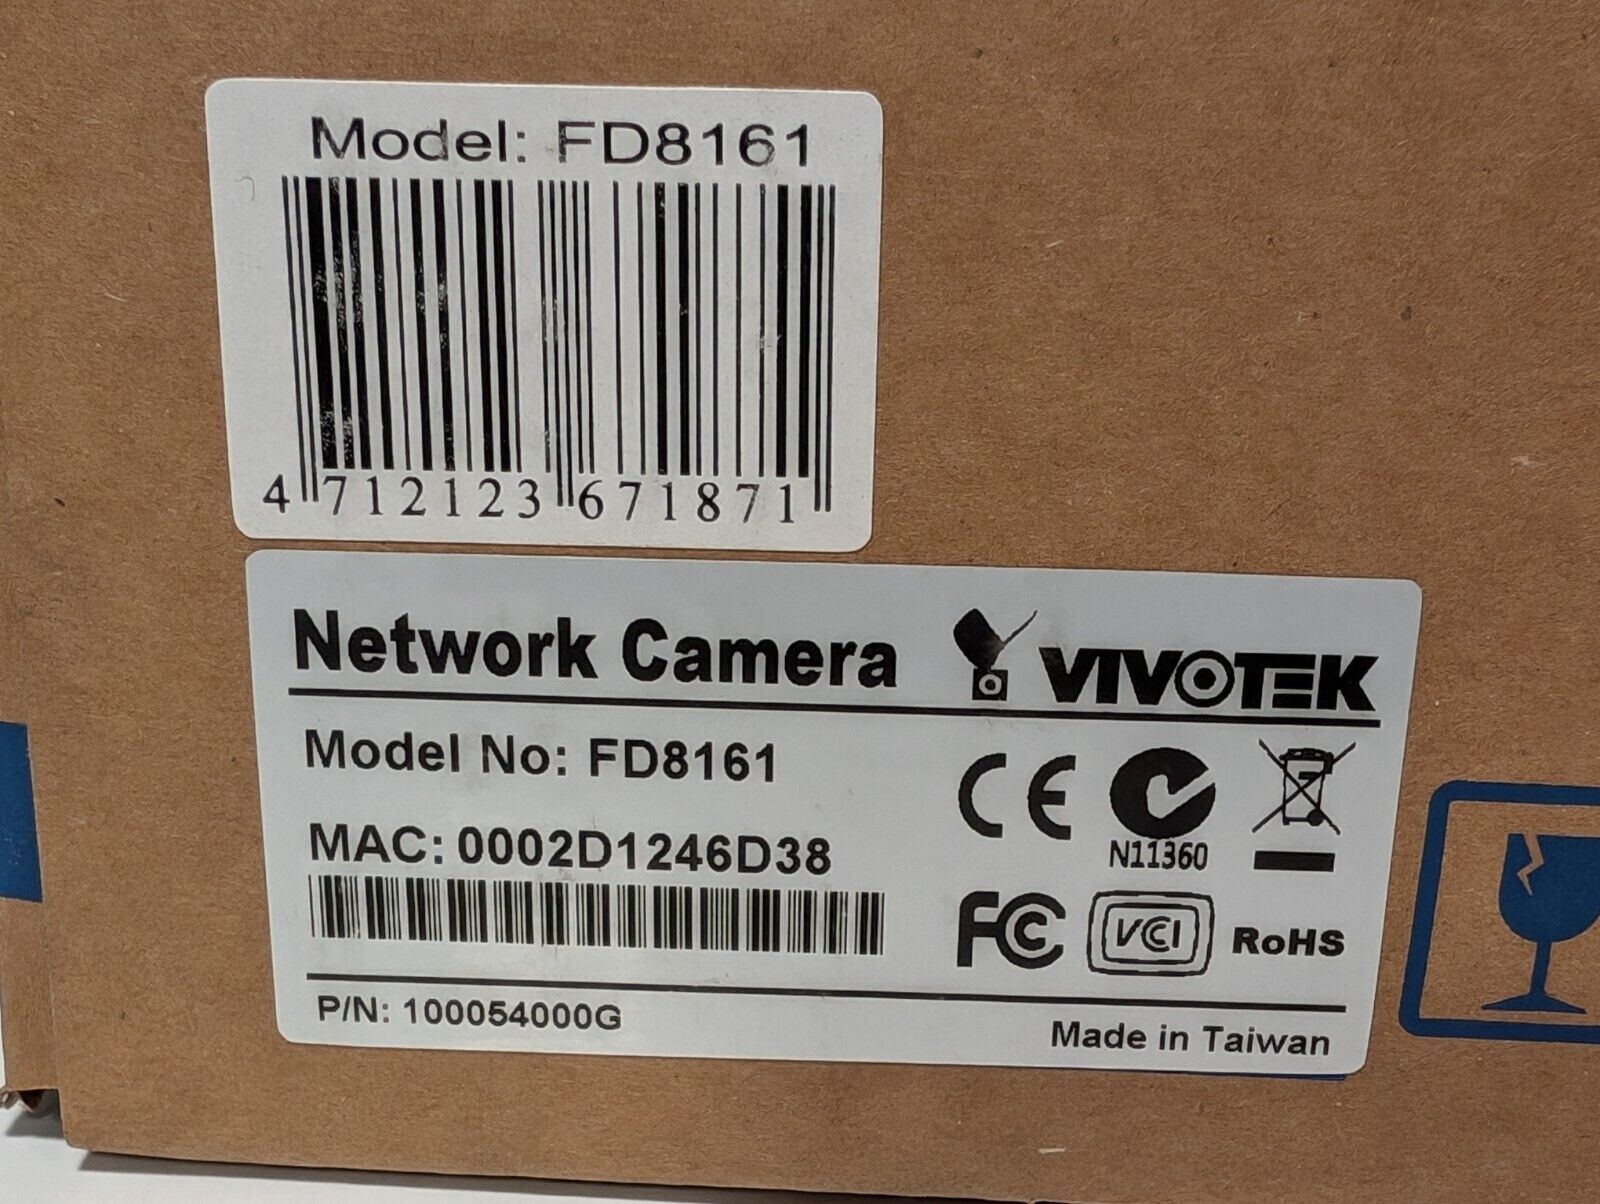 Model: FD8161
4 712123 671871
Network Camera VIVOTEK
Model No: FD8161
MAC: 0002D1246D38
CE
N11360
FC VCI RoHS
P/N: 100054000G
Made in Taiwan